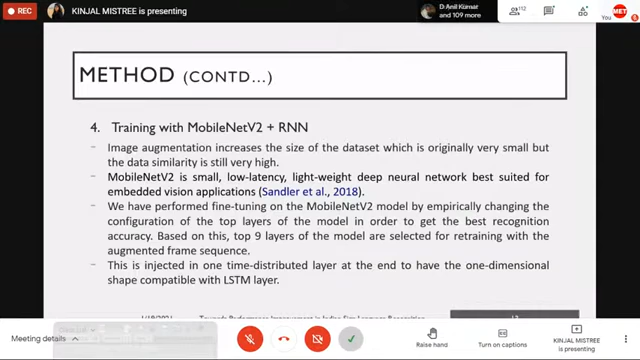 REC
KINJAL MISTREE is presenting
D Anil Kumar
and 109 more
112
You
MET
METHOD (CONTD...)
4. Training with MobileNetV2 + RNN
− Image augmentation increases the size of the dataset which is originally very small but
the data similarity is still very high.
− MobileNetV2 is small, low-latency, light-weight deep neural network best suited for
embedded vision applications (Sandler et al., 2018).
− We have performed fine-tuning on the MobileNetV2 model by empirically changing the
configuration of the top layers of the model in order to get the best recognition
accuracy. Based on this, top 9 layers of the model are selected for retraining with the
augmented frame sequence.
− This is injected in one time-distributed layer at the end to have the one-dimensional
shape compatible with LSTM layer.
Towards Performance Improvement in Indian Sign Language Recognition
Meeting details
Raise hand
Turn on captions
KINJAL MISTREE
is presenting